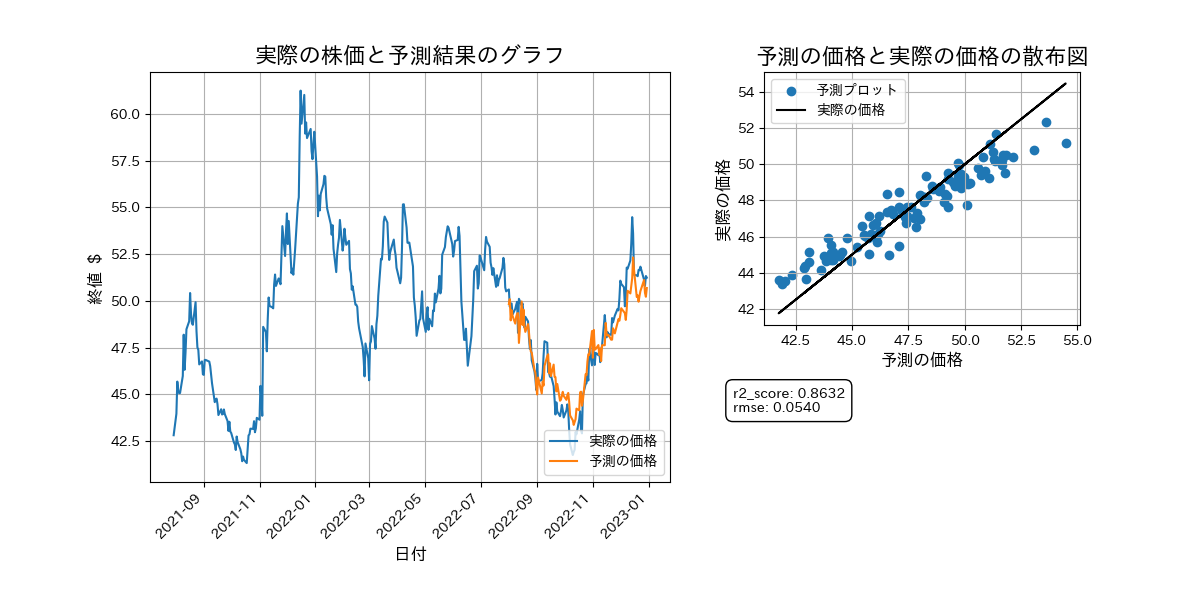 実際の株価と予測結果のグラフ
終値 $
60.0
57.5
55.0
52.5
50.0
47.5
45.0
42.5
実際の価格
予測の価格
2021-09
2021-11
2022-01
2022-03
2022-05
2022-07
2022-09
2022-11
2023-01
日付
予測の価格と実際の価格の散布図
予測プロット
実際の価格
実際の価格
54
52
50
48
46
44
42
42.5
45.0
47.5
50.0
52.5
55.0
予測の価格
r2_score: 0.8632
rmse: 0.0540